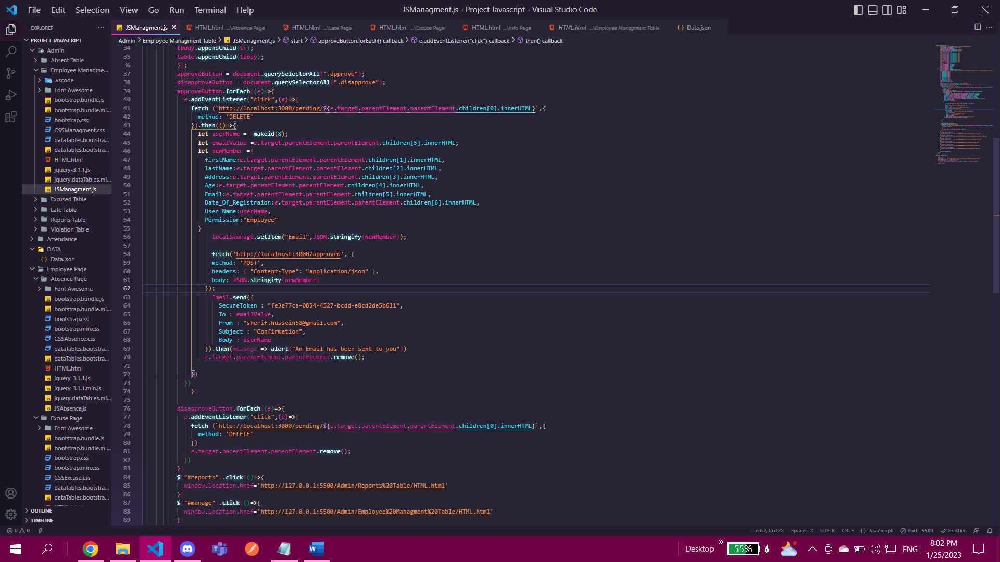 File Edit Selection View Go Run Terminal Help
JSManagment.js - Project Javascript - Visual Studio Code
EXPLORER
PROJECT JAVASCRIPT
Admin
Absent Table
Employee Managme...
.vscode
Font Awesome
bootstrap.bundle.js
bootstrap.bundle.mi...
bootstrap.css
CSSManagment.css
dataTables.bootstra...
dataTables.bootstra...
HTML.html
jquery-3.1.1.js
jquery.dataTables.mi...
JSManagment.js
Excused Table
Late Table
Reports Table
Violation Table
Attendance
DATA
Data.json
Employee Page
Absence Page
Font Awesome
bootstrap.bundle.js
bootstrap.bundle.mi...
bootstrap.css
bootstrap.min.css
CSSAbsence.css
dataTables.bootstra...
dataTables.bootstra...
HTML.html
jquery-3.1.1.js
jquery-3.1.1.min.js
jquery.dataTables.mi...
JSAbsence.js
Excuse Page
Font Awesome
bootstrap.bundle.js
bootstrap.bundle.mi...
bootstrap.css
bootstrap.min.css
CSSExcuse.css
dataTables.bootstra...
dataTables.bootstra...
OUTLINE
TIMELINE
JSManagment.js HTML.html ...\Absence Page HTML.html ...\Late Page HTML.html ...\Excuse Page HTML.html ...\Info Page HTML.html ...\Employee Managment Table Data.json
Admin > Employee Managment Table > JSManagment.js > start > approveButton.forEach() callback > e.addEventListener("click") callback > then() callback
34 tbody.appendChild(tr);
35 table.appendChild(tbody);
36 });
37 approveButton = document.querySelectorAll(".approve");
38 disapproveButton = document.querySelectorAll(".disapprove");
39 approveButton.forEach((e)=>{
40 e.addEventListener("click",(e)=>{
41 fetch (`http://localhost:3000/pending/${e.target.parentElement.parentElement.children[0].innerHTML}`,{
42 method: 'DELETE'
43 }).then(()=>{
44 let userName = makeid(8);
45 let emailValue =e.target.parentElement.parentElement.children[5].innerHTML;
46 let newMember ={
47 firstName:e.target.parentElement.parentElement.children[1].innerHTML,
48 lastName:e.target.parentElement.parentElement.children[2].innerHTML,
49 Address:e.target.parentElement.parentElement.children[3].innerHTML,
50 Age:e.target.parentElement.parentElement.children[4].innerHTML,
51 Email:e.target.parentElement.parentElement.children[5].innerHTML,
52 Date_Of_Registraion:e.target.parentElement.parentElement.children[6].innerHTML,
53 User_Name:userName,
54 Permission:"Employee"
55 }
56 localStorage.setItem("Email",JSON.stringify(newMember));
57
58 fetch('http://localhost:3000/approved', {
59 method: 'POST',
60 headers: { "Content-Type": "application/json" },
61 body: JSON.stringify(newMember)
62 });
63 Email.send({
64 SecureToken : "fe3e77ca-0854-4527-bcdd-e8cd2de5b611",
65 To : emailValue,
66 From : "sherif.hussein58@gmail.com",
67 Subject : "Confirmation",
68 Body : userName
69 }).then(message => alert("An Email has been sent to you"))
70 e.target.parentElement.parentElement.remove();
71
72 })
73 })
74 })
75
76 disapproveButton.forEach((e)=>{
77 e.addEventListener("click",(e)=>{
78 fetch (`http://localhost:3000/pending/${e.target.parentElement.parentElement.children[0].innerHTML}`,{
79 method: 'DELETE'
80 })
81 e.target.parentElement.parentElement.remove();
82 })
83 })
84 $("#reports").click(()=>{
85 window.location.href='http://127.0.0.1:5500/Admin/Reports%20Table/HTML.html'
86 })
87 $("#manage").click(()=>{
88 window.location.href='http://127.0.0.1:5500/Admin/Employee%20Managment%20Table/HTML.html'
89 })
0 0 Ln 62, Col 22 Spaces: 2 UTF-8 CRLF {} JavaScript Port : 5500 Prettier
Desktop » 55% ENG 8:02 PM
1/25/2023